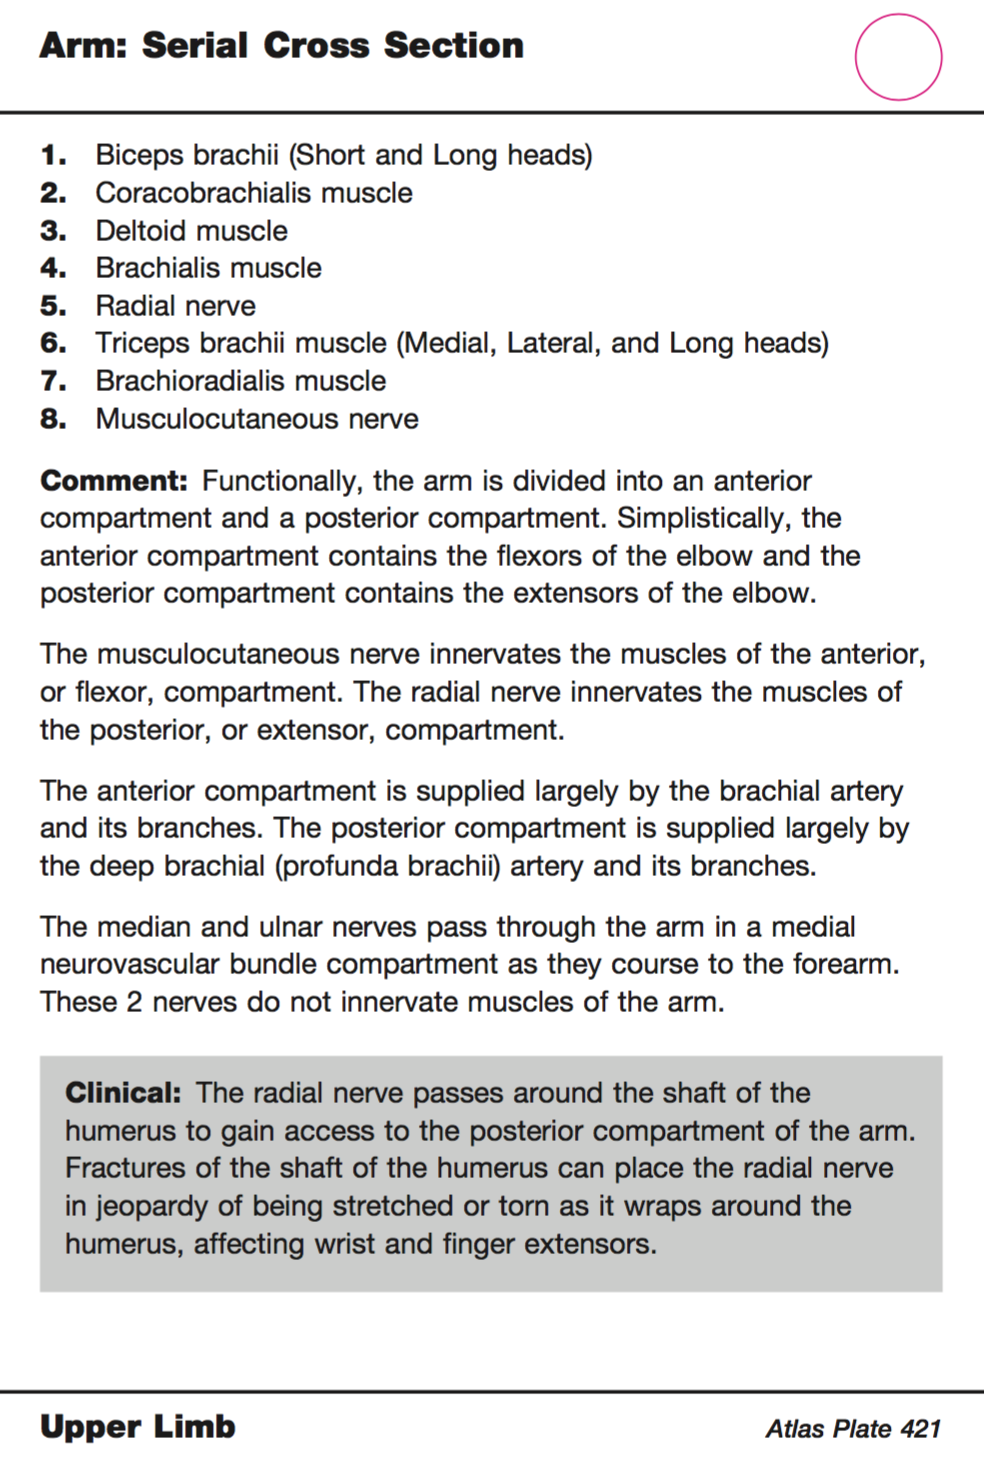 Arm: Serial Cross Section
1. Biceps brachii (Short and Long heads)
2. Coracobrachialis muscle
3. Deltoid muscle
4. Brachialis muscle
5. Radial nerve
6. Triceps brachii muscle (Medial, Lateral, and Long heads)
7. Brachioradialis muscle
8. Musculocutaneous nerve
Comment: Functionally, the arm is divided into an anterior
compartment and a posterior compartment. Simplistically, the
anterior compartment contains the flexors of the elbow and the
posterior compartment contains the extensors of the elbow.
The musculocutaneous nerve innervates the muscles of the anterior,
or flexor, compartment. The radial nerve innervates the muscles of
the posterior, or extensor, compartment.
The anterior compartment is supplied largely by the brachial artery
and its branches. The posterior compartment is supplied largely by
the deep brachial (profunda brachii) artery and its branches.
The median and ulnar nerves pass through the arm in a medial
neurovascular bundle compartment as they course to the forearm.
These 2 nerves do not innervate muscles of the arm.
Clinical: The radial nerve passes around the shaft of the
humerus to gain access to the posterior compartment of the arm.
Fractures of the shaft of the humerus can place the radial nerve
in jeopardy of being stretched or torn as it wraps around the
humerus, affecting wrist and finger extensors.
Upper Limb
Atlas Plate 421